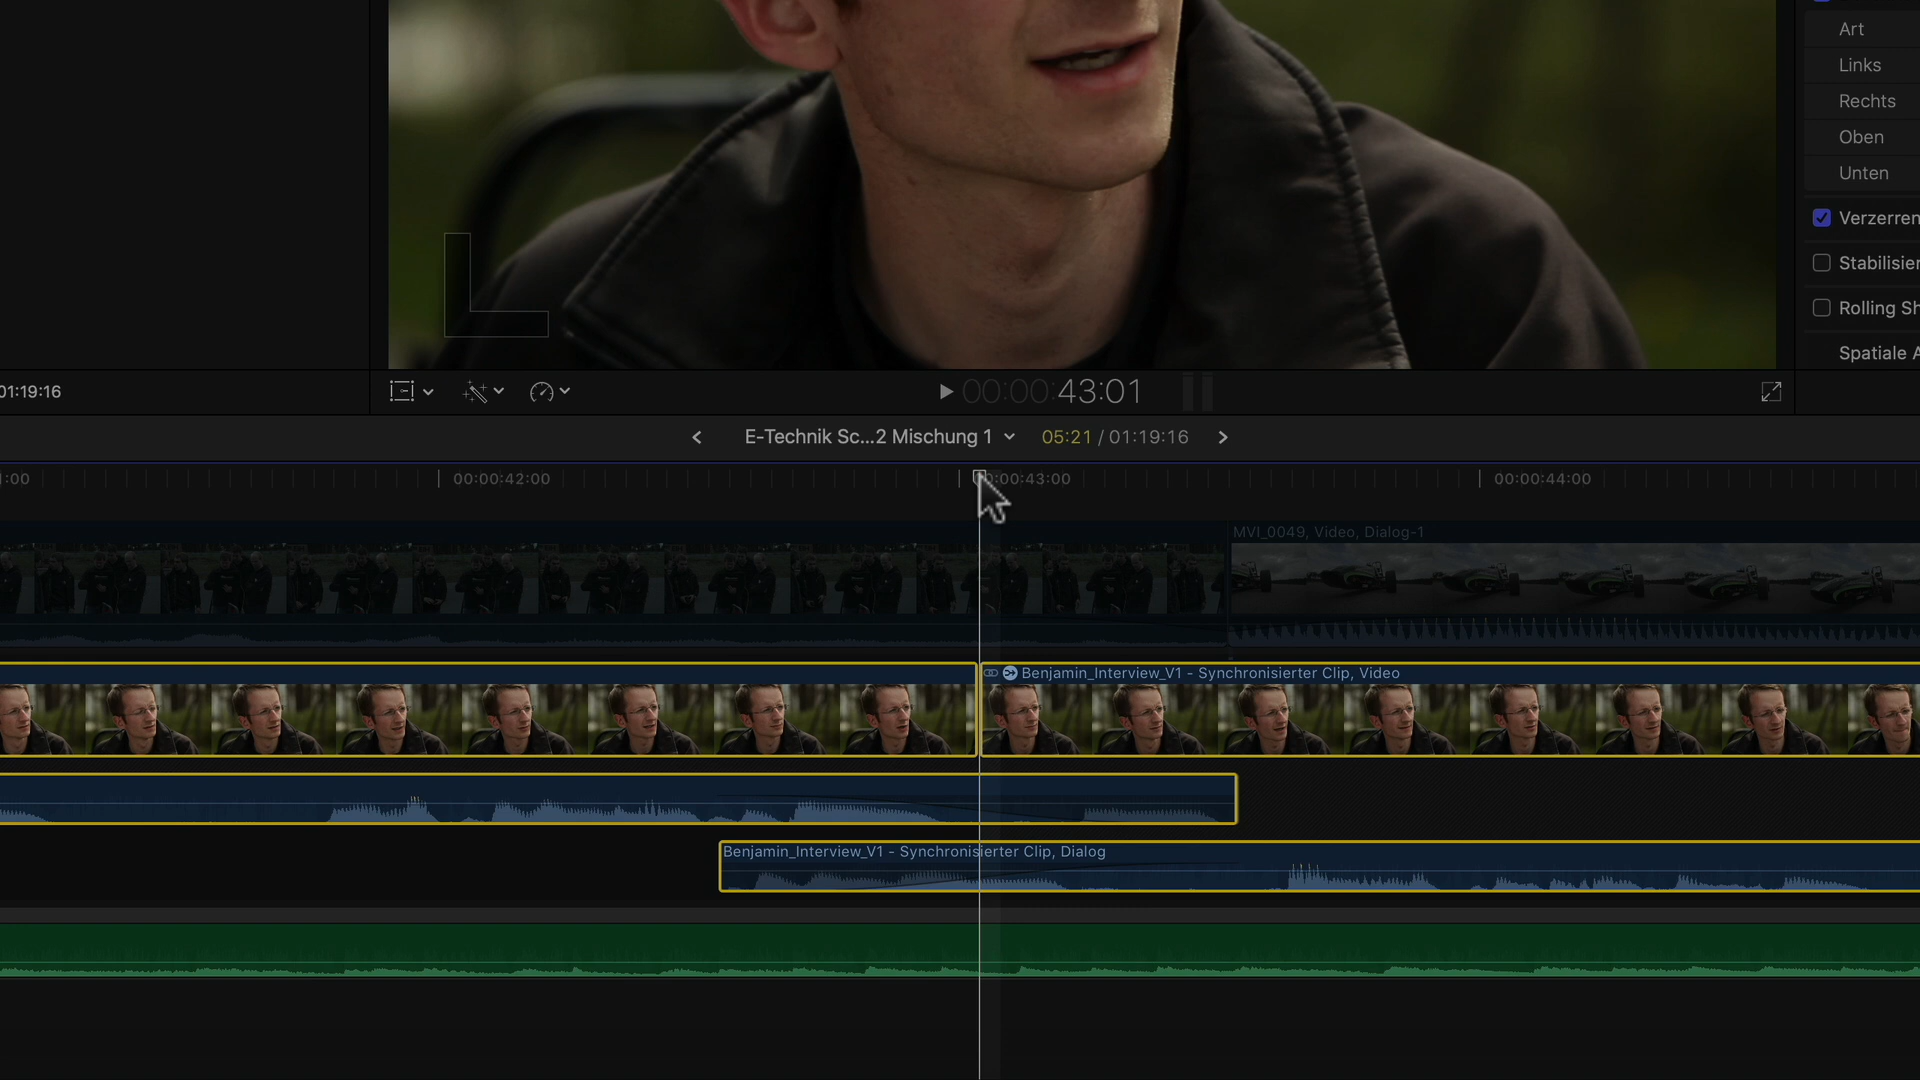 Art
Links
Rechts
Oben
Unten
Verzerren
Stabilisier
Rolling Sh
Spatiale A
01:19:16
00:00:43:01
E-Technik Sc...2 Mischung 1
05:21 / 01:19:16
:00
00:00:42:00
00:00:43:00
00:00:44:00
MVI_0049, Video, Dialog-1
Benjamin_Interview_V1 - Synchronisierter Clip, Video
Benjamin_Interview_V1 - Synchronisierter Clip, Dialog